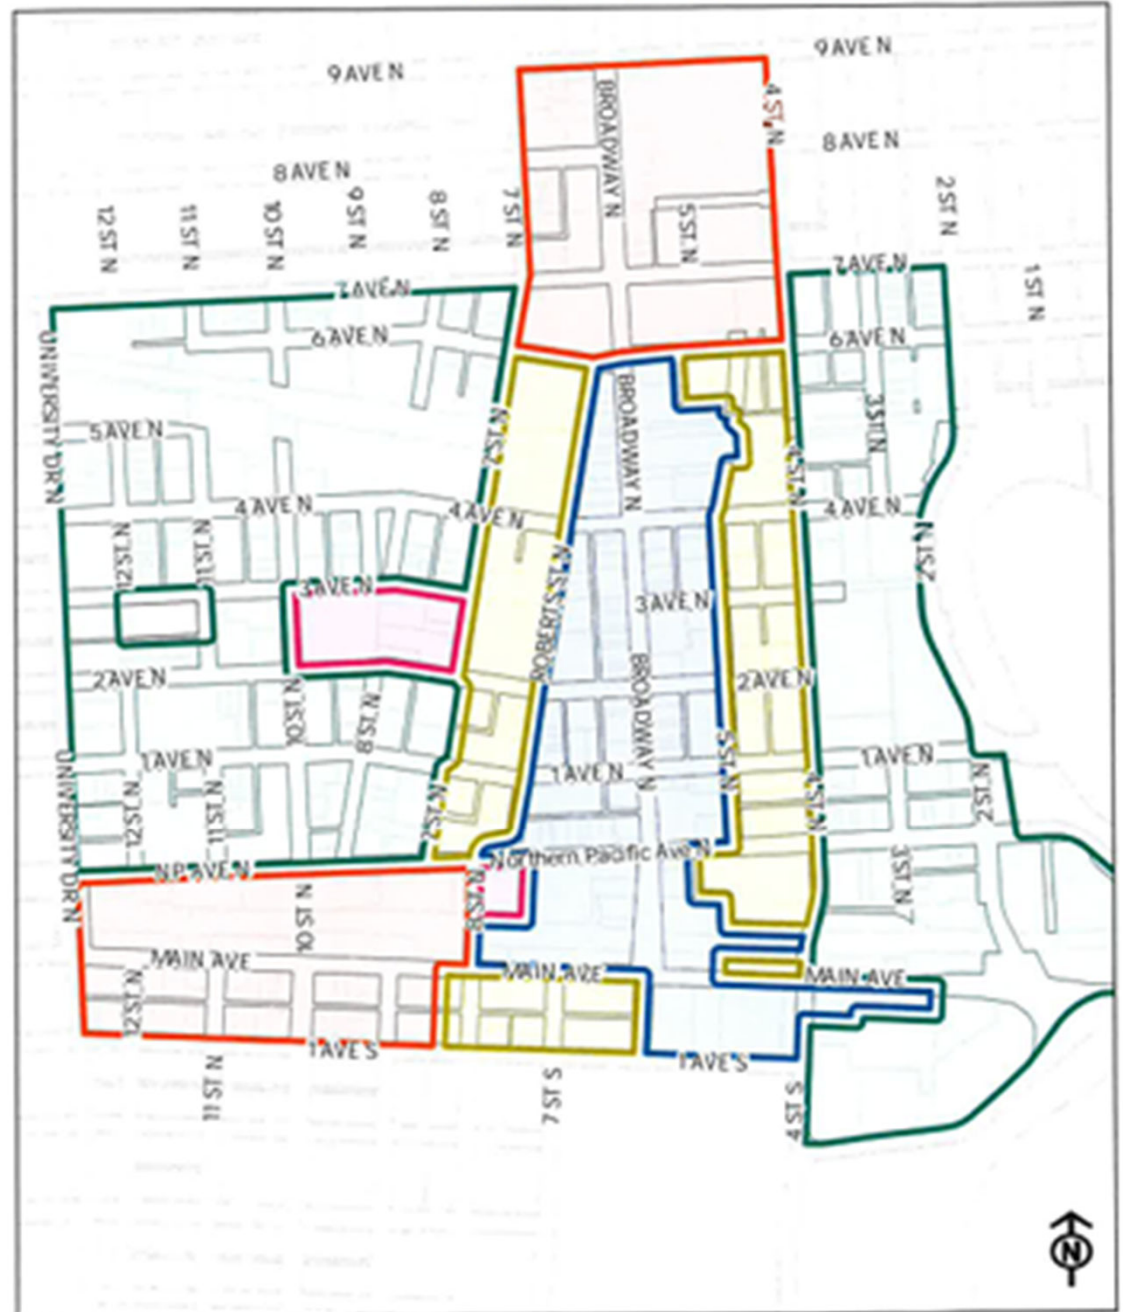 9 AVE N
9 AVE N
BROADWAY N
4 ST. N
8 AVE N
8 AVE N
12 ST N
11 ST N
10 ST N
9 ST N
8 ST N
7 ST N
5 ST. N
2 ST N
7 AVE N
7 AVE N
1 ST N
6 AVE N
6 AVE N
UNIVERSITY DR N
BROADWAY N
3 ST N
5 AVE N
7 ST N
4 ST N
4 AVE N
4 AVE N
4 AVE N
12 ST N
11 ST N
2 ST N
3 AVE N
ROBERTS ST N
3 AVE N
2 AVE N
BROADWAY N
2 AVE N
10 ST N
8 ST N
1 AVE N
5 ST N
1 AVE N
1 AVE N
UNIVERSITY DR N
12 ST N
11 ST N
7 ST N
4 ST N
2 ST N
Northern Pacific Ave N
N P AVE N
8 ST N
3 ST N
10 ST N
MAIN AVE
MAIN AVE
MAIN AVE
12 ST N
1 AVE S
1 AVE S
11 ST N
7 ST S
4 ST S
N